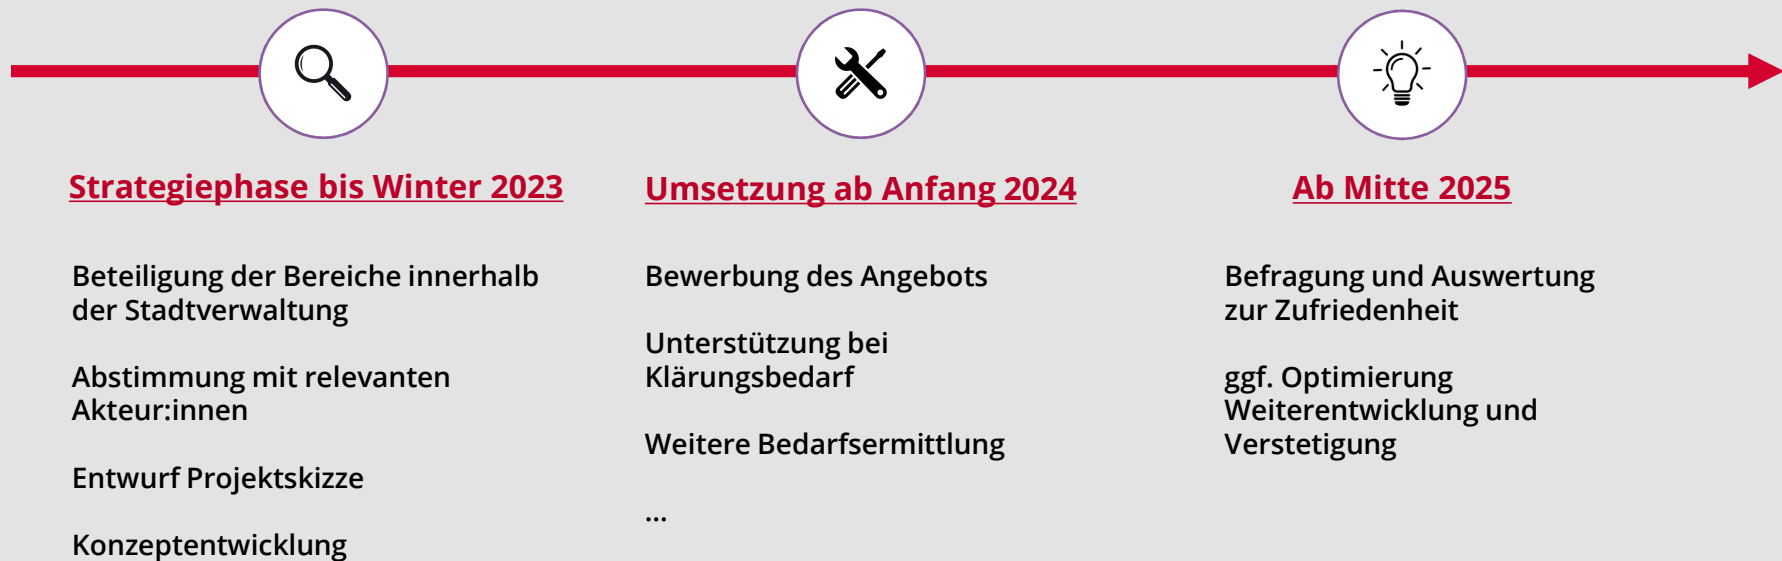 Strategiephase bis Winter 2023
Beteiligung der Bereiche innerhalb
der Stadtverwaltung
Abstimmung mit relevanten
Akteur:innen
Entwurf Projektskizze
Konzeptentwicklung
Umsetzung ab Anfang 2024
Bewerbung des Angebots
Unterstützung bei
Klärungsbedarf
Weitere Bedarfsermittlung
...
Ab Mitte 2025
Befragung und Auswertung
zur Zufriedenheit
ggf. Optimierung
Weiterentwicklung und
Verstetigung